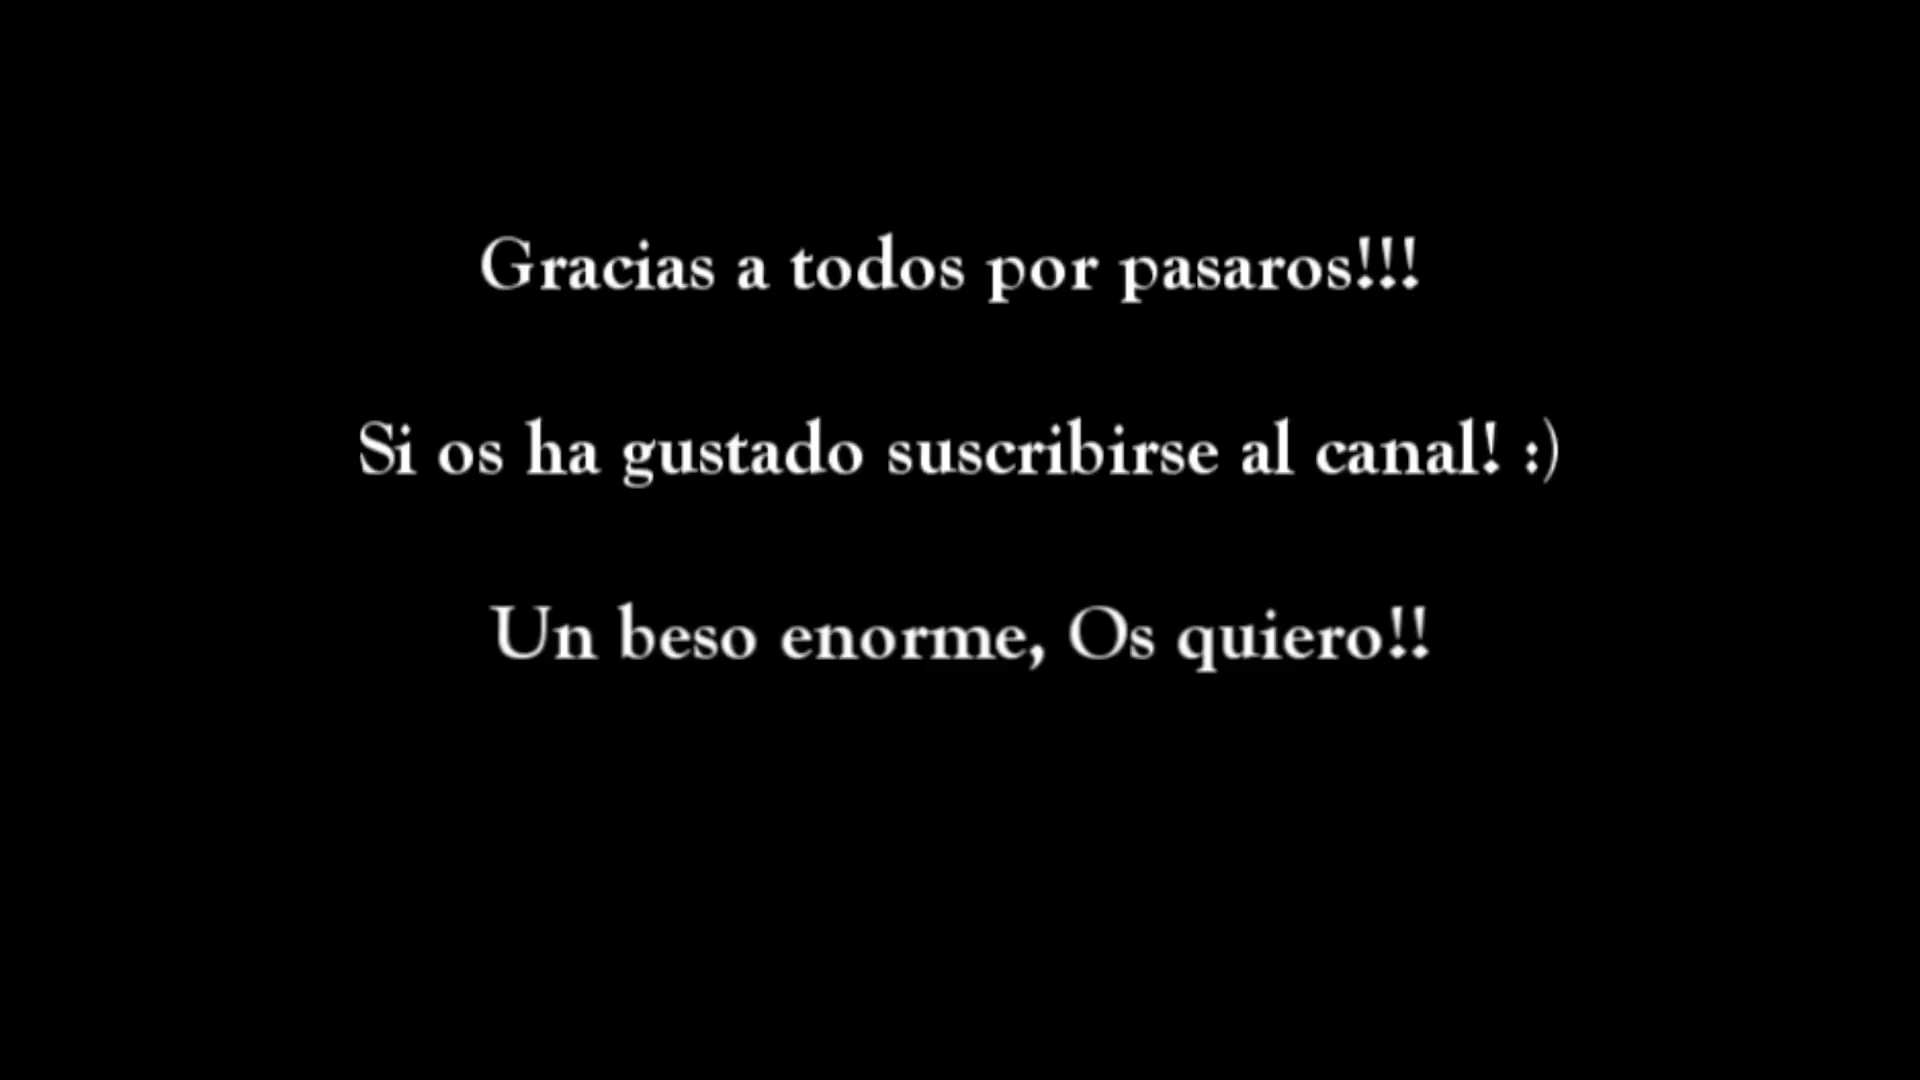 Gracias a todos por pasaros!!!
Si os ha gustado suscribirse al canal! :)
Un beso enorme, Os quiero!!